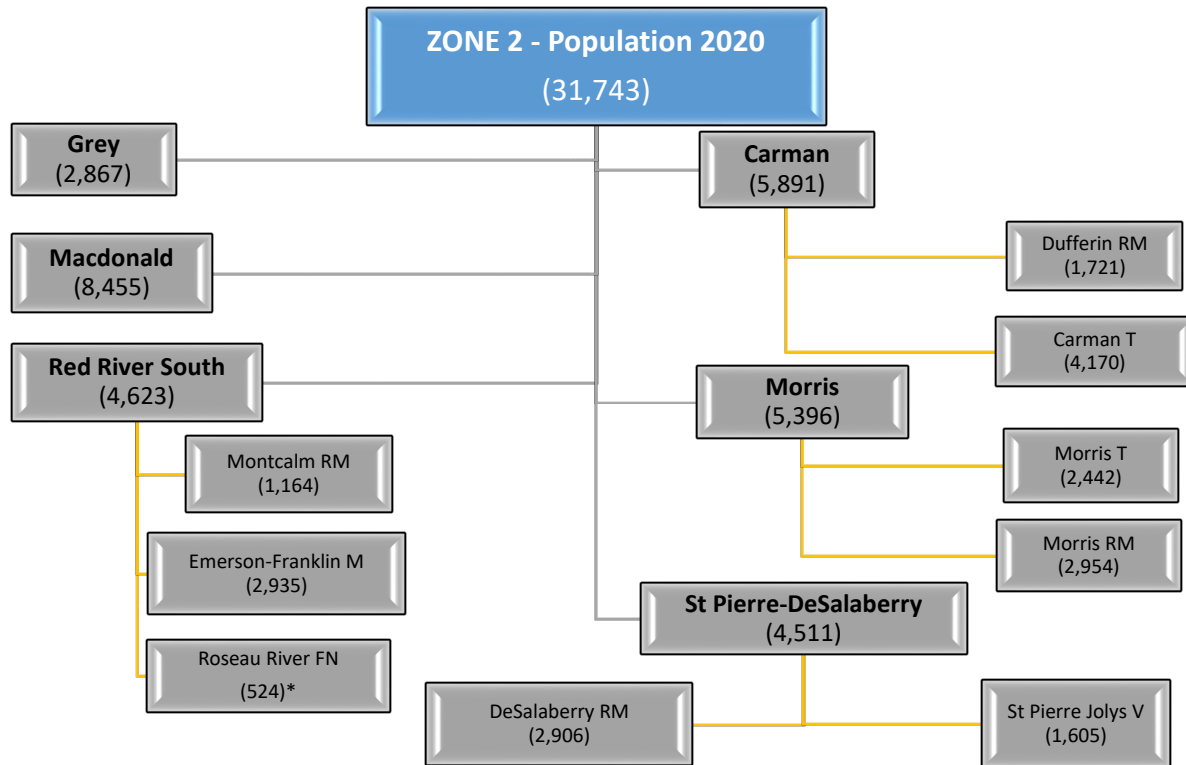 ZONE 2 - Population 2020
(31,743)
Grey
(2,867)
Macdonald
(8,455)
Red River South
(4,623)
Montcalm RM
(1,164)
Emerson-Franklin M
(2,935)
Roseau River FN
(524)*
Carman
(5,891)
Dufferin RM
(1,721)
Carman T
(4,170)
Morris
(5,396)
Morris T
(2,442)
Morris RM
(2,954)
St Pierre-DeSalaberry
(4,511)
DeSalaberry RM
(2,906)
St Pierre Jolys V
(1,605)